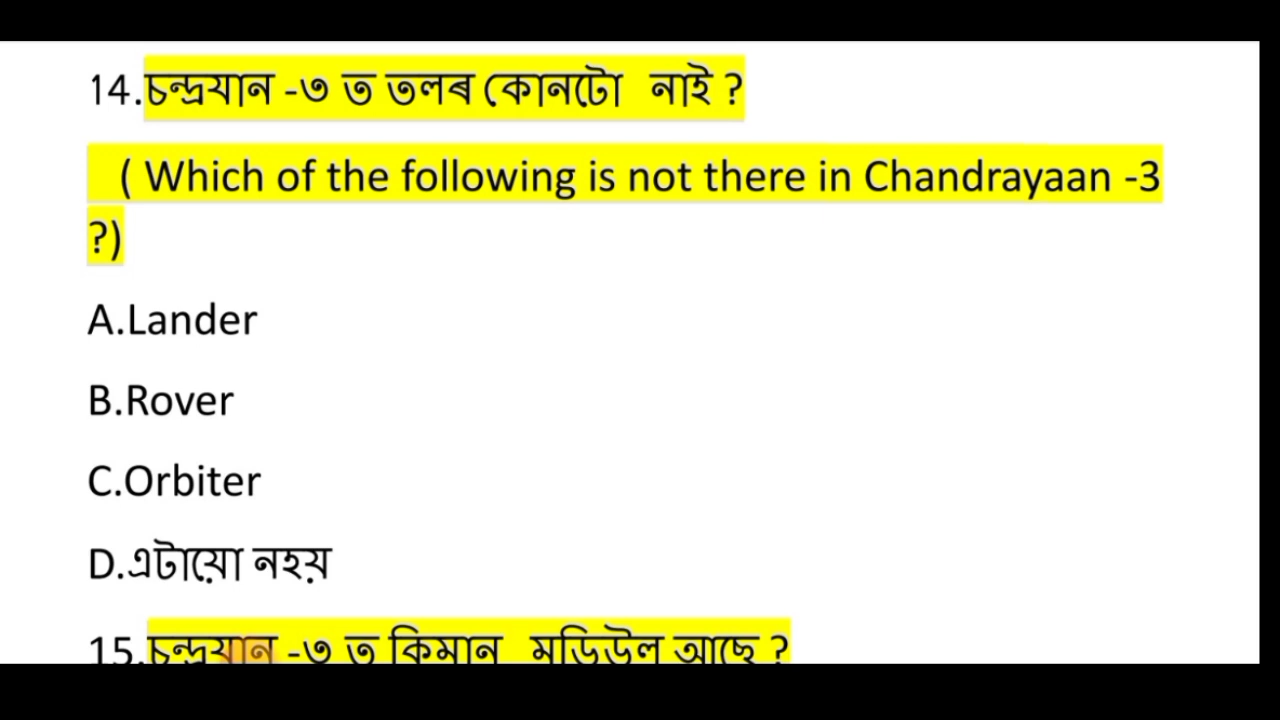 14.চন্দ্ৰযান -৩ ত তলৰ কোনটো নাই ?
( Which of the following is not there in Chandrayaan -3
?)
A.Lander
B.Rover
C.Orbiter
D.এটায়ো নহয়
15.চন্দ্ৰযান -৩ ত কিমান মডিউল আছে ?